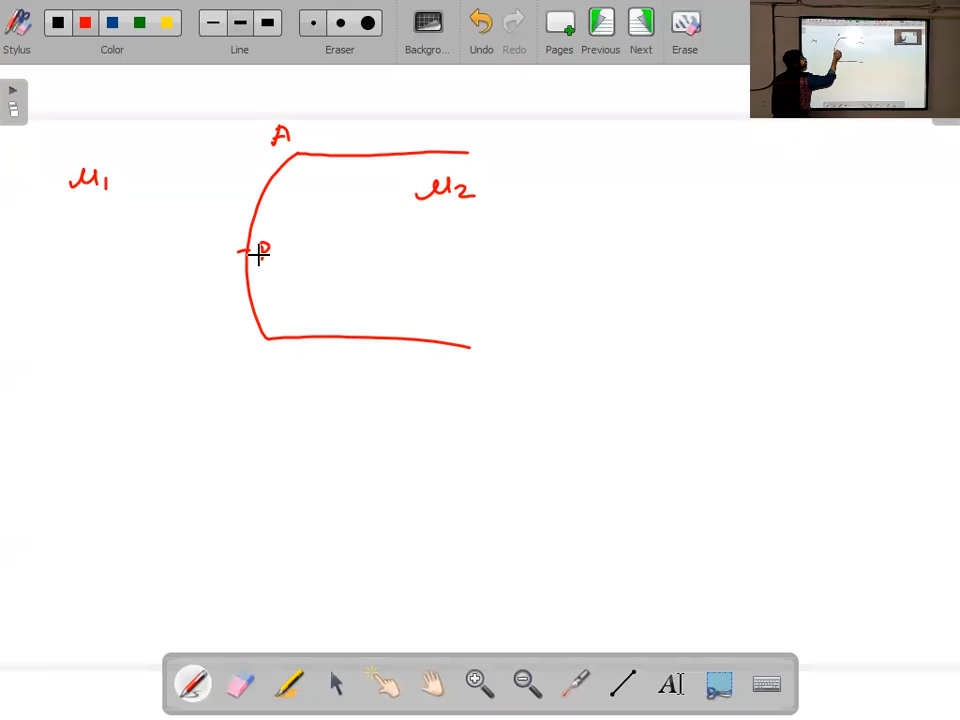 Stylus
Color
Line
Eraser
Backgro...
Undo
Redo
Pages
Previous
Next
Erase
A
μ1
μ2
P
A